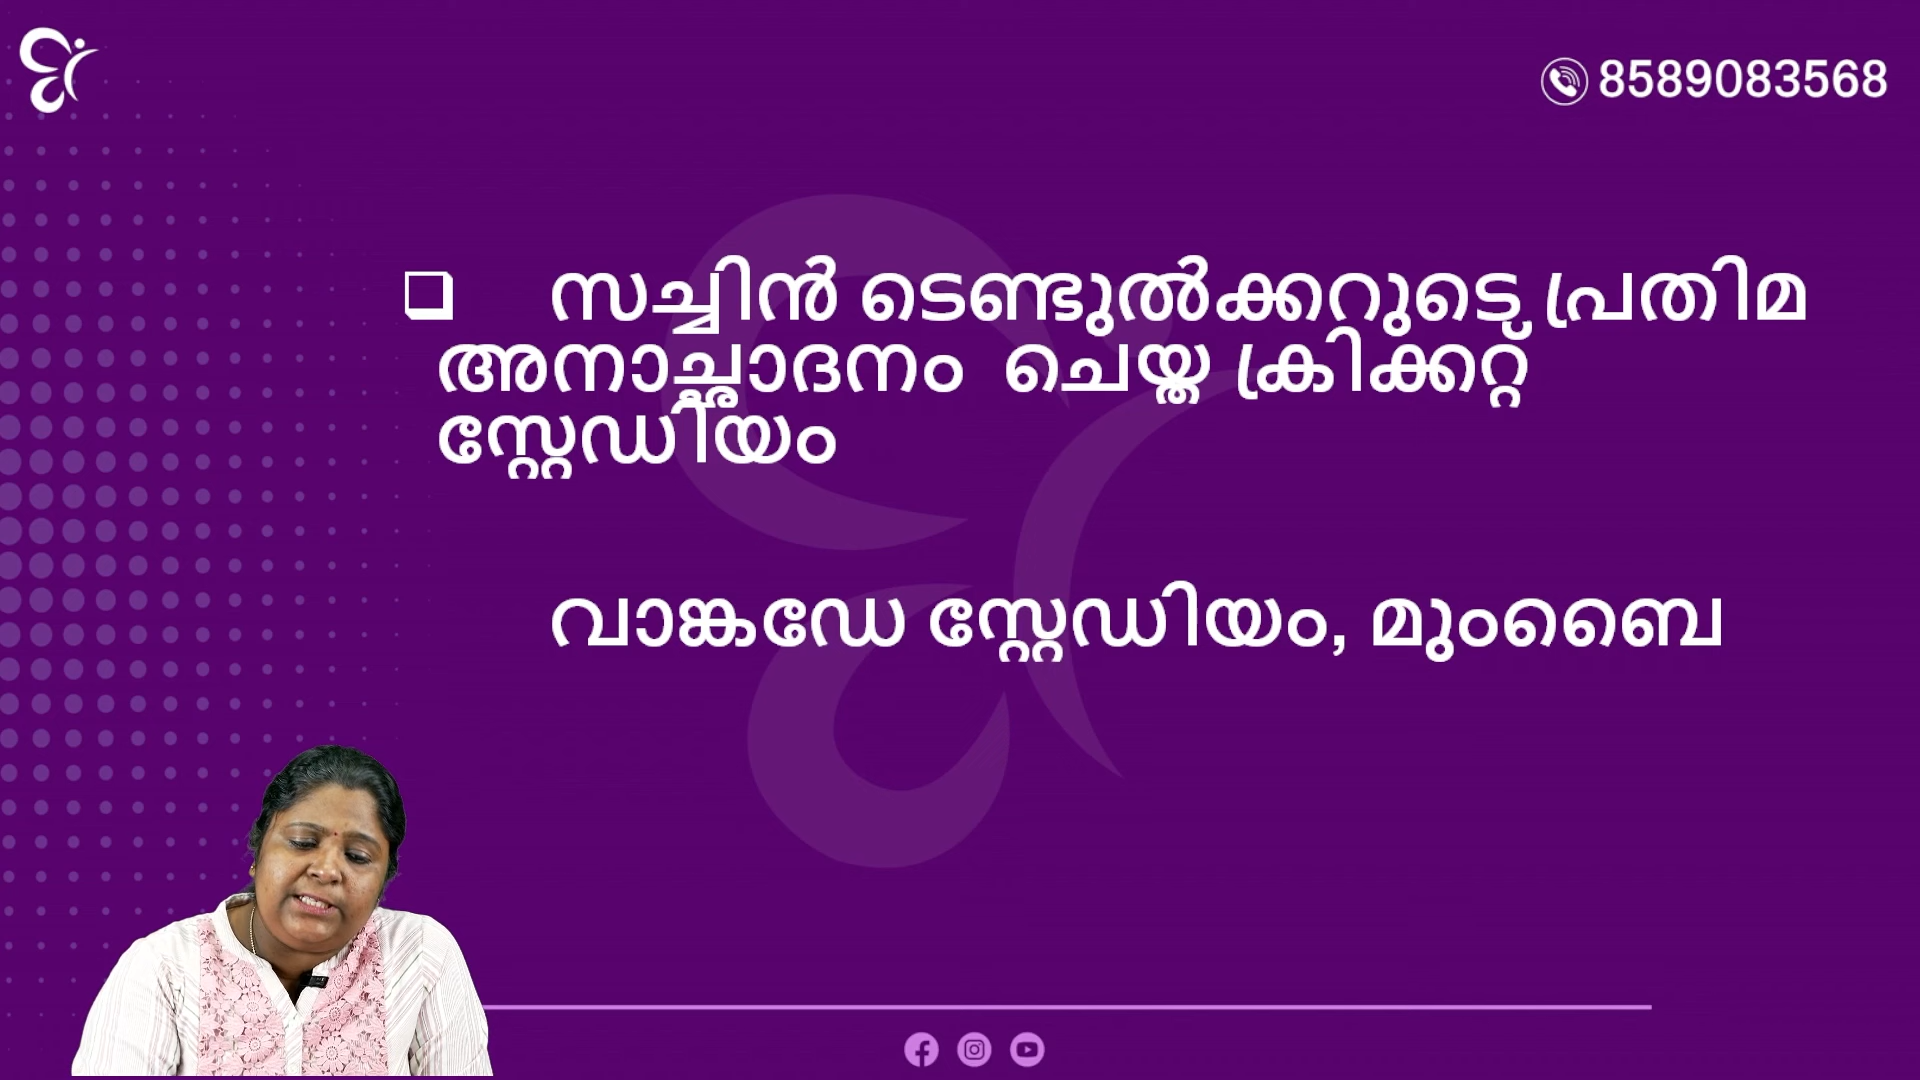 8589083568
❑ സച്ചിൻ ടെണ്ടുൽക്കറുടെ പ്രതിമ
അനാച്ഛാദനം ചെയ്ത ക്രിക്കറ്റ്
സ്റ്റേഡിയം
വാങ്കഡേ സ്റ്റേഡിയം, മുംബൈ